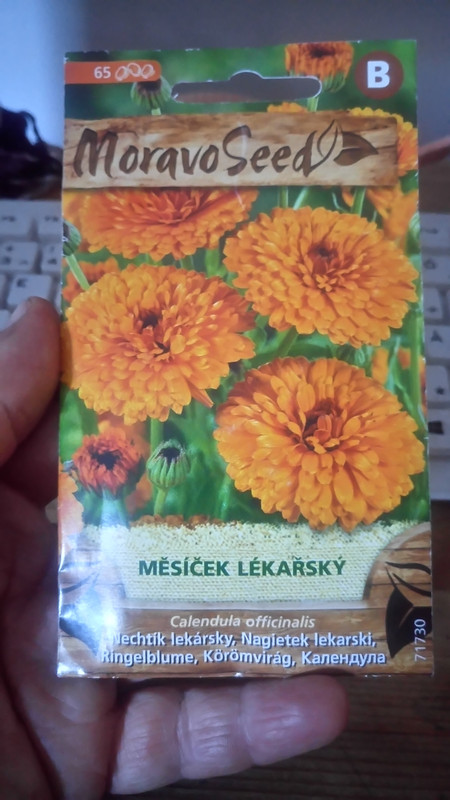 65
B
MoravoSeed
MĚSÍČEK LÉKAŘSKÝ
Calendula officinalis
Nechtík lekársky, Nagietek lekarski,
Ringelblume, Körömvirág, Календула
71730